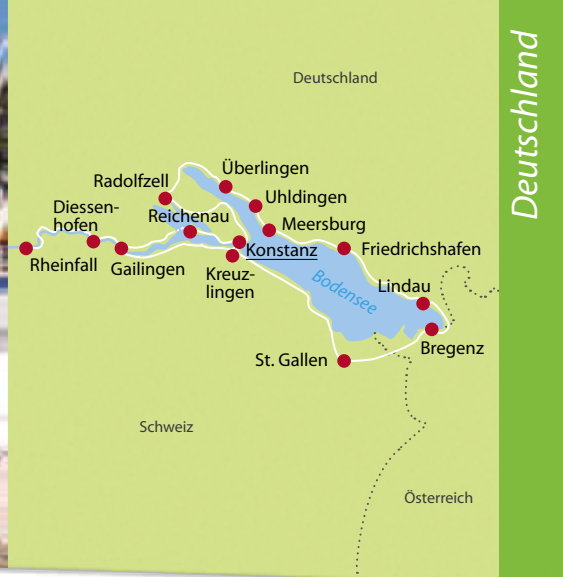 Deutschland
Deutschland
Überlingen
Radolfzell
Uhldingen
Diessen-
hofen
Reichenau
Meersburg
Konstanz
Friedrichshafen
Rheinfall
Gailingen
Kreuz-
lingen
Bodensee
Lindau
Bregenz
St. Gallen
Schweiz
Österreich